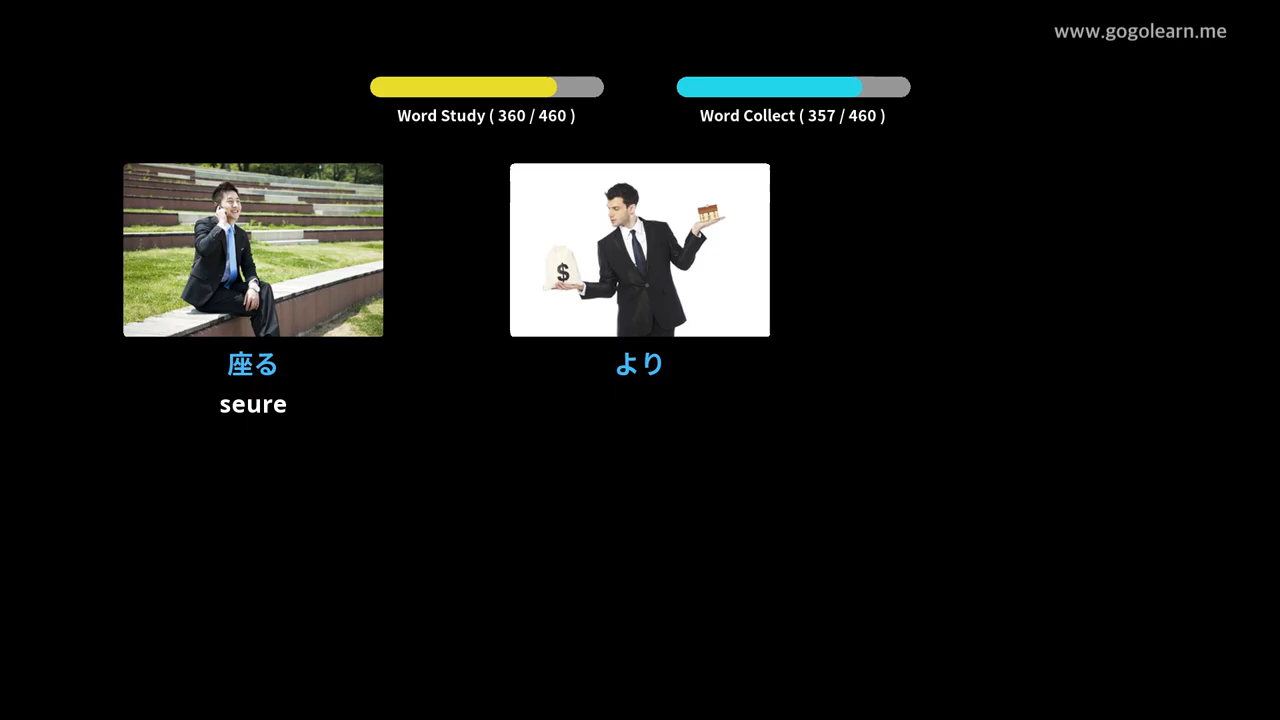 www.gogolearn.me
Word Study ( 360 / 460 )
Word Collect ( 357 / 460 )
$
座る
より
seure